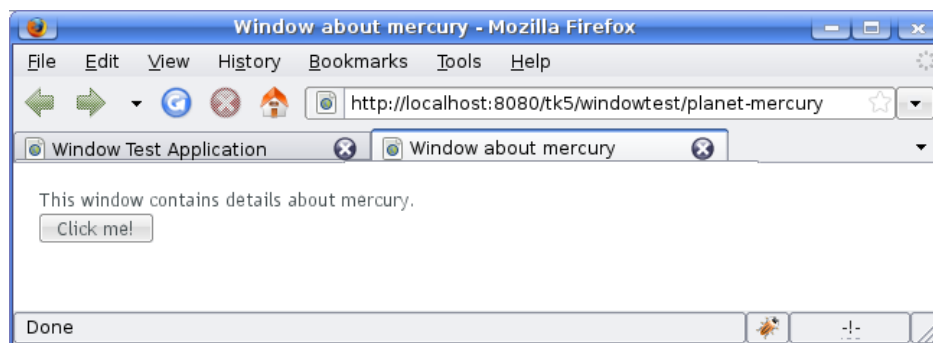 Window about mercury - Mozilla Firefox
File Edit View History Bookmarks Tools Help
http://localhost:8080/tk5/windowtest/planet-mercury
Window Test Application Window about mercury
This window contains details about mercury.
Click me!
Done -!-